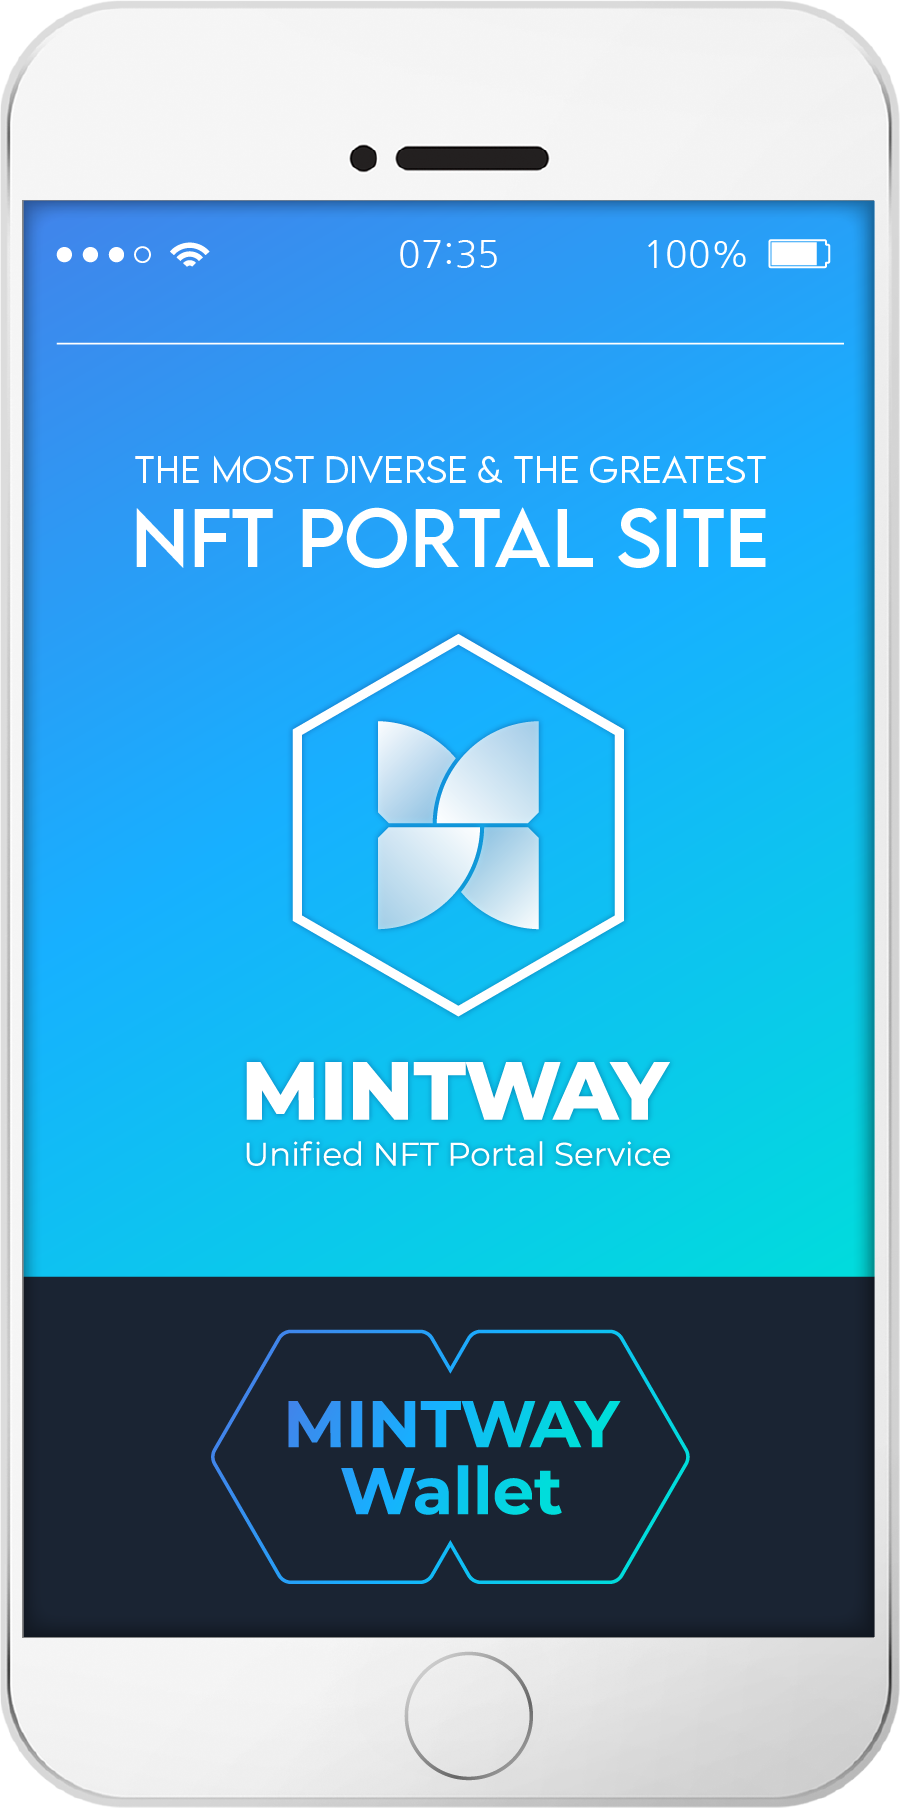 07:35 100%
THE MOST DIVERSE & THE GREATEST
NFT PORTAL SITE
MINTWAY
Unified NFT Portal Service
MINTWAY
Wallet